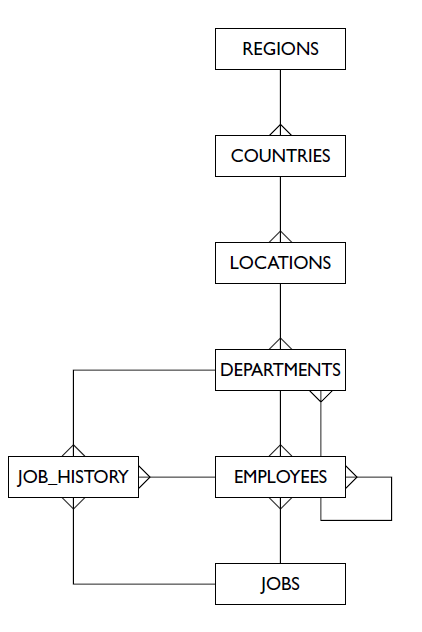 REGIONS
COUNTRIES
LOCATIONS
DEPARTMENTS
JOB_HISTORY
EMPLOYEES
JOBS